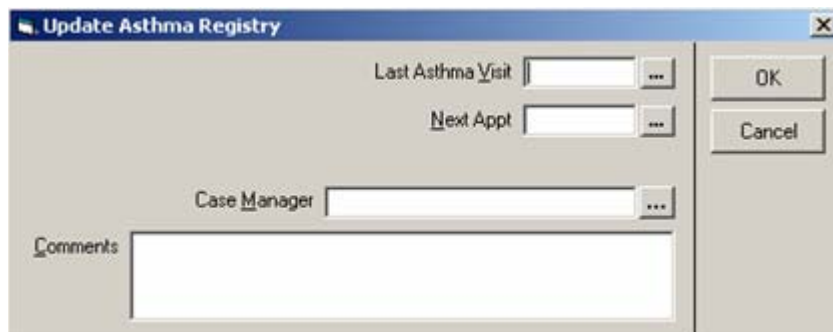 Update Asthma Registry
Last Asthma Visit ...
OK
Next Appt ...
Cancel
Case Manager ...
Comments